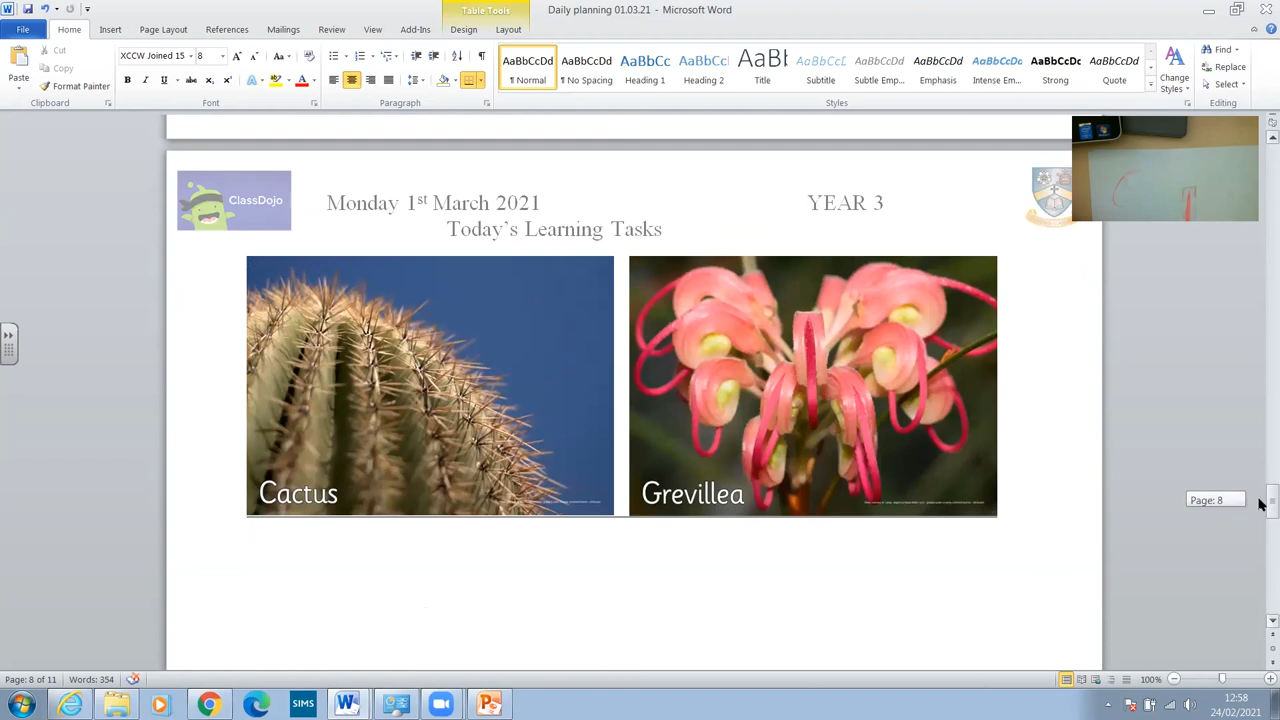 Table Tools
Daily planning 01.03.21 - Microsoft Word
File Home Insert Page Layout References Mailings Review View Add-Ins Design Layout
Paste
Cut
Copy
Format Painter
Clipboard
XCCW Joined 15 8
Font
Paragraph
AaBbCcDd AaBbCcDd AaBbCc AaBbCc AaBb AaBbCc AaBbCcDd AaBbCcDd AaBbCcDd AaBbCcDc AaBbCcDd
¶ Normal ¶ No Spacing Heading 1 Heading 2 Title Subtitle Subtle Emp... Emphasis Intense Em... Strong Quote
Styles
Change Styles
Find
Replace
Select
Editing
ClassDojo
Monday 1st March 2021 YEAR 3
Today's Learning Tasks
Cactus
Grevillea
Page: 8
Page: 8 of 11 Words: 354
100%
SIMS
12:58
24/02/2021